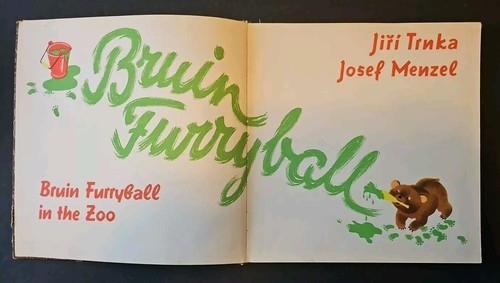 Bruin
Furryball
Bruin Furryball
in the Zoo
Jiří Trnka
Josef Menzel